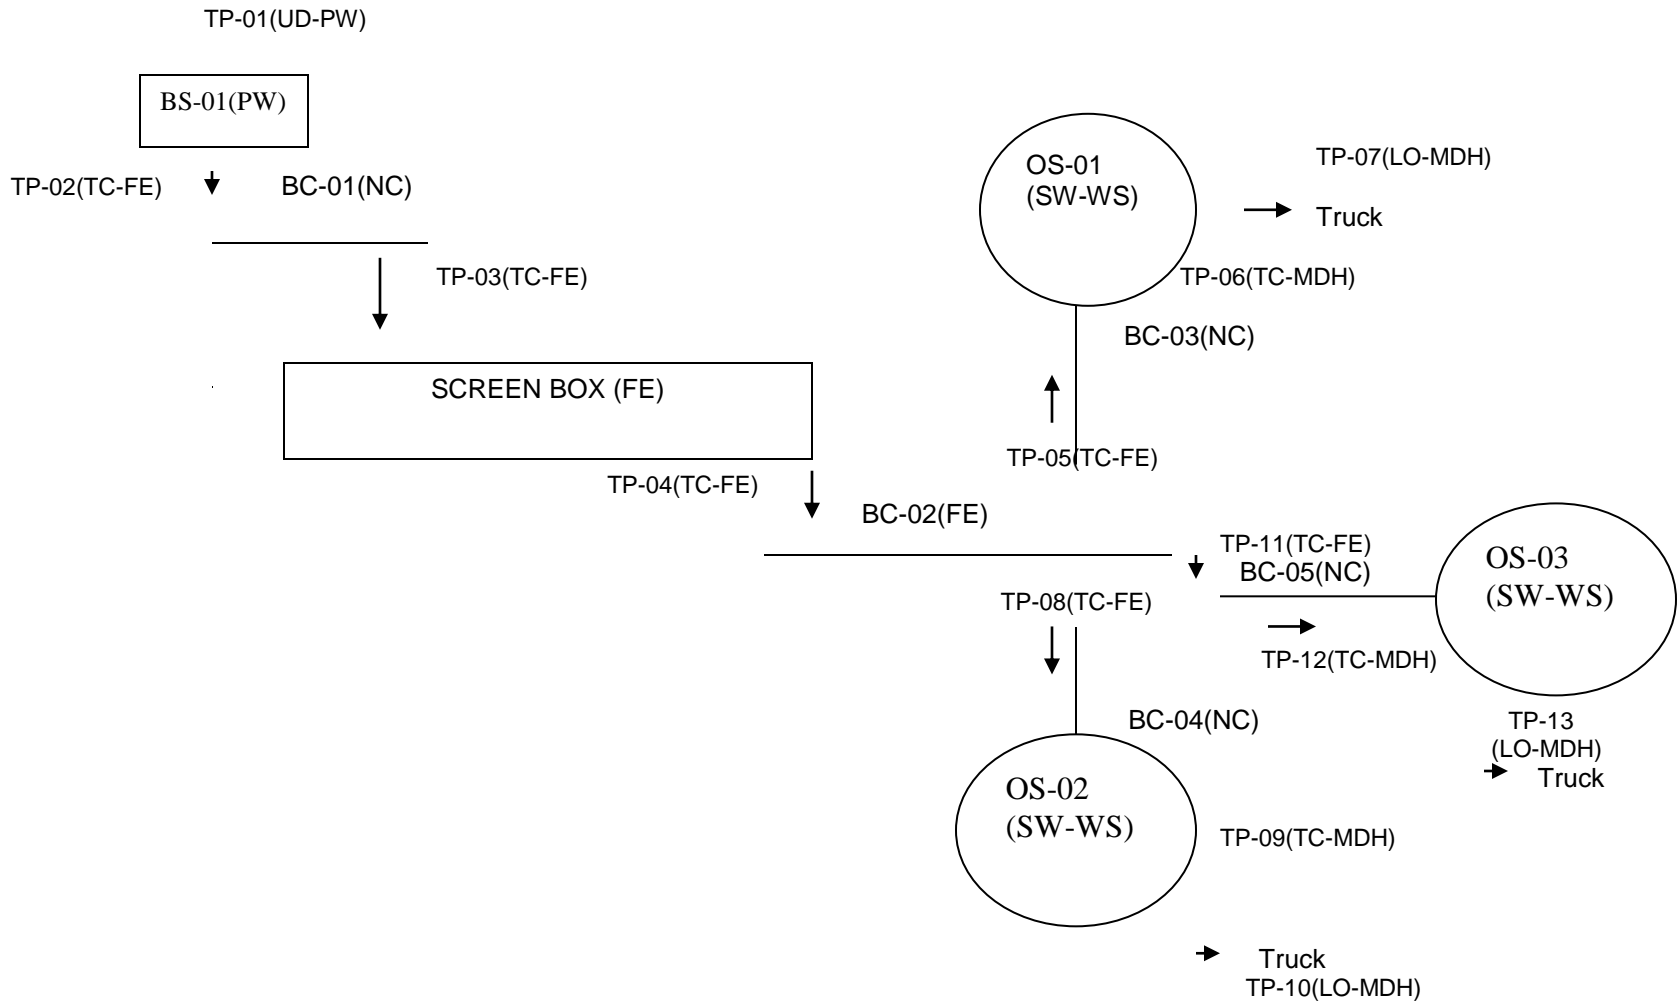 TP-01(UD-PW)
BS-01(PW)
TP-02(TC-FE)
BC-01(NC)
TP-03(TC-FE)
SCREEN BOX (FE)
TP-04(TC-FE)
BC-02(FE)
OS-01
(SW-WS)
TP-07(LO-MDH)
Truck
TP-06(TC-MDH)
BC-03(NC)
TP-05(TC-FE)
TP-11(TC-FE)
BC-05(NC)
OS-03
(SW-WS)
TP-12(TC-MDH)
TP-13
(LO-MDH)
Truck
TP-08(TC-FE)
BC-04(NC)
OS-02
(SW-WS)
TP-09(TC-MDH)
Truck
TP-10(LO-MDH)